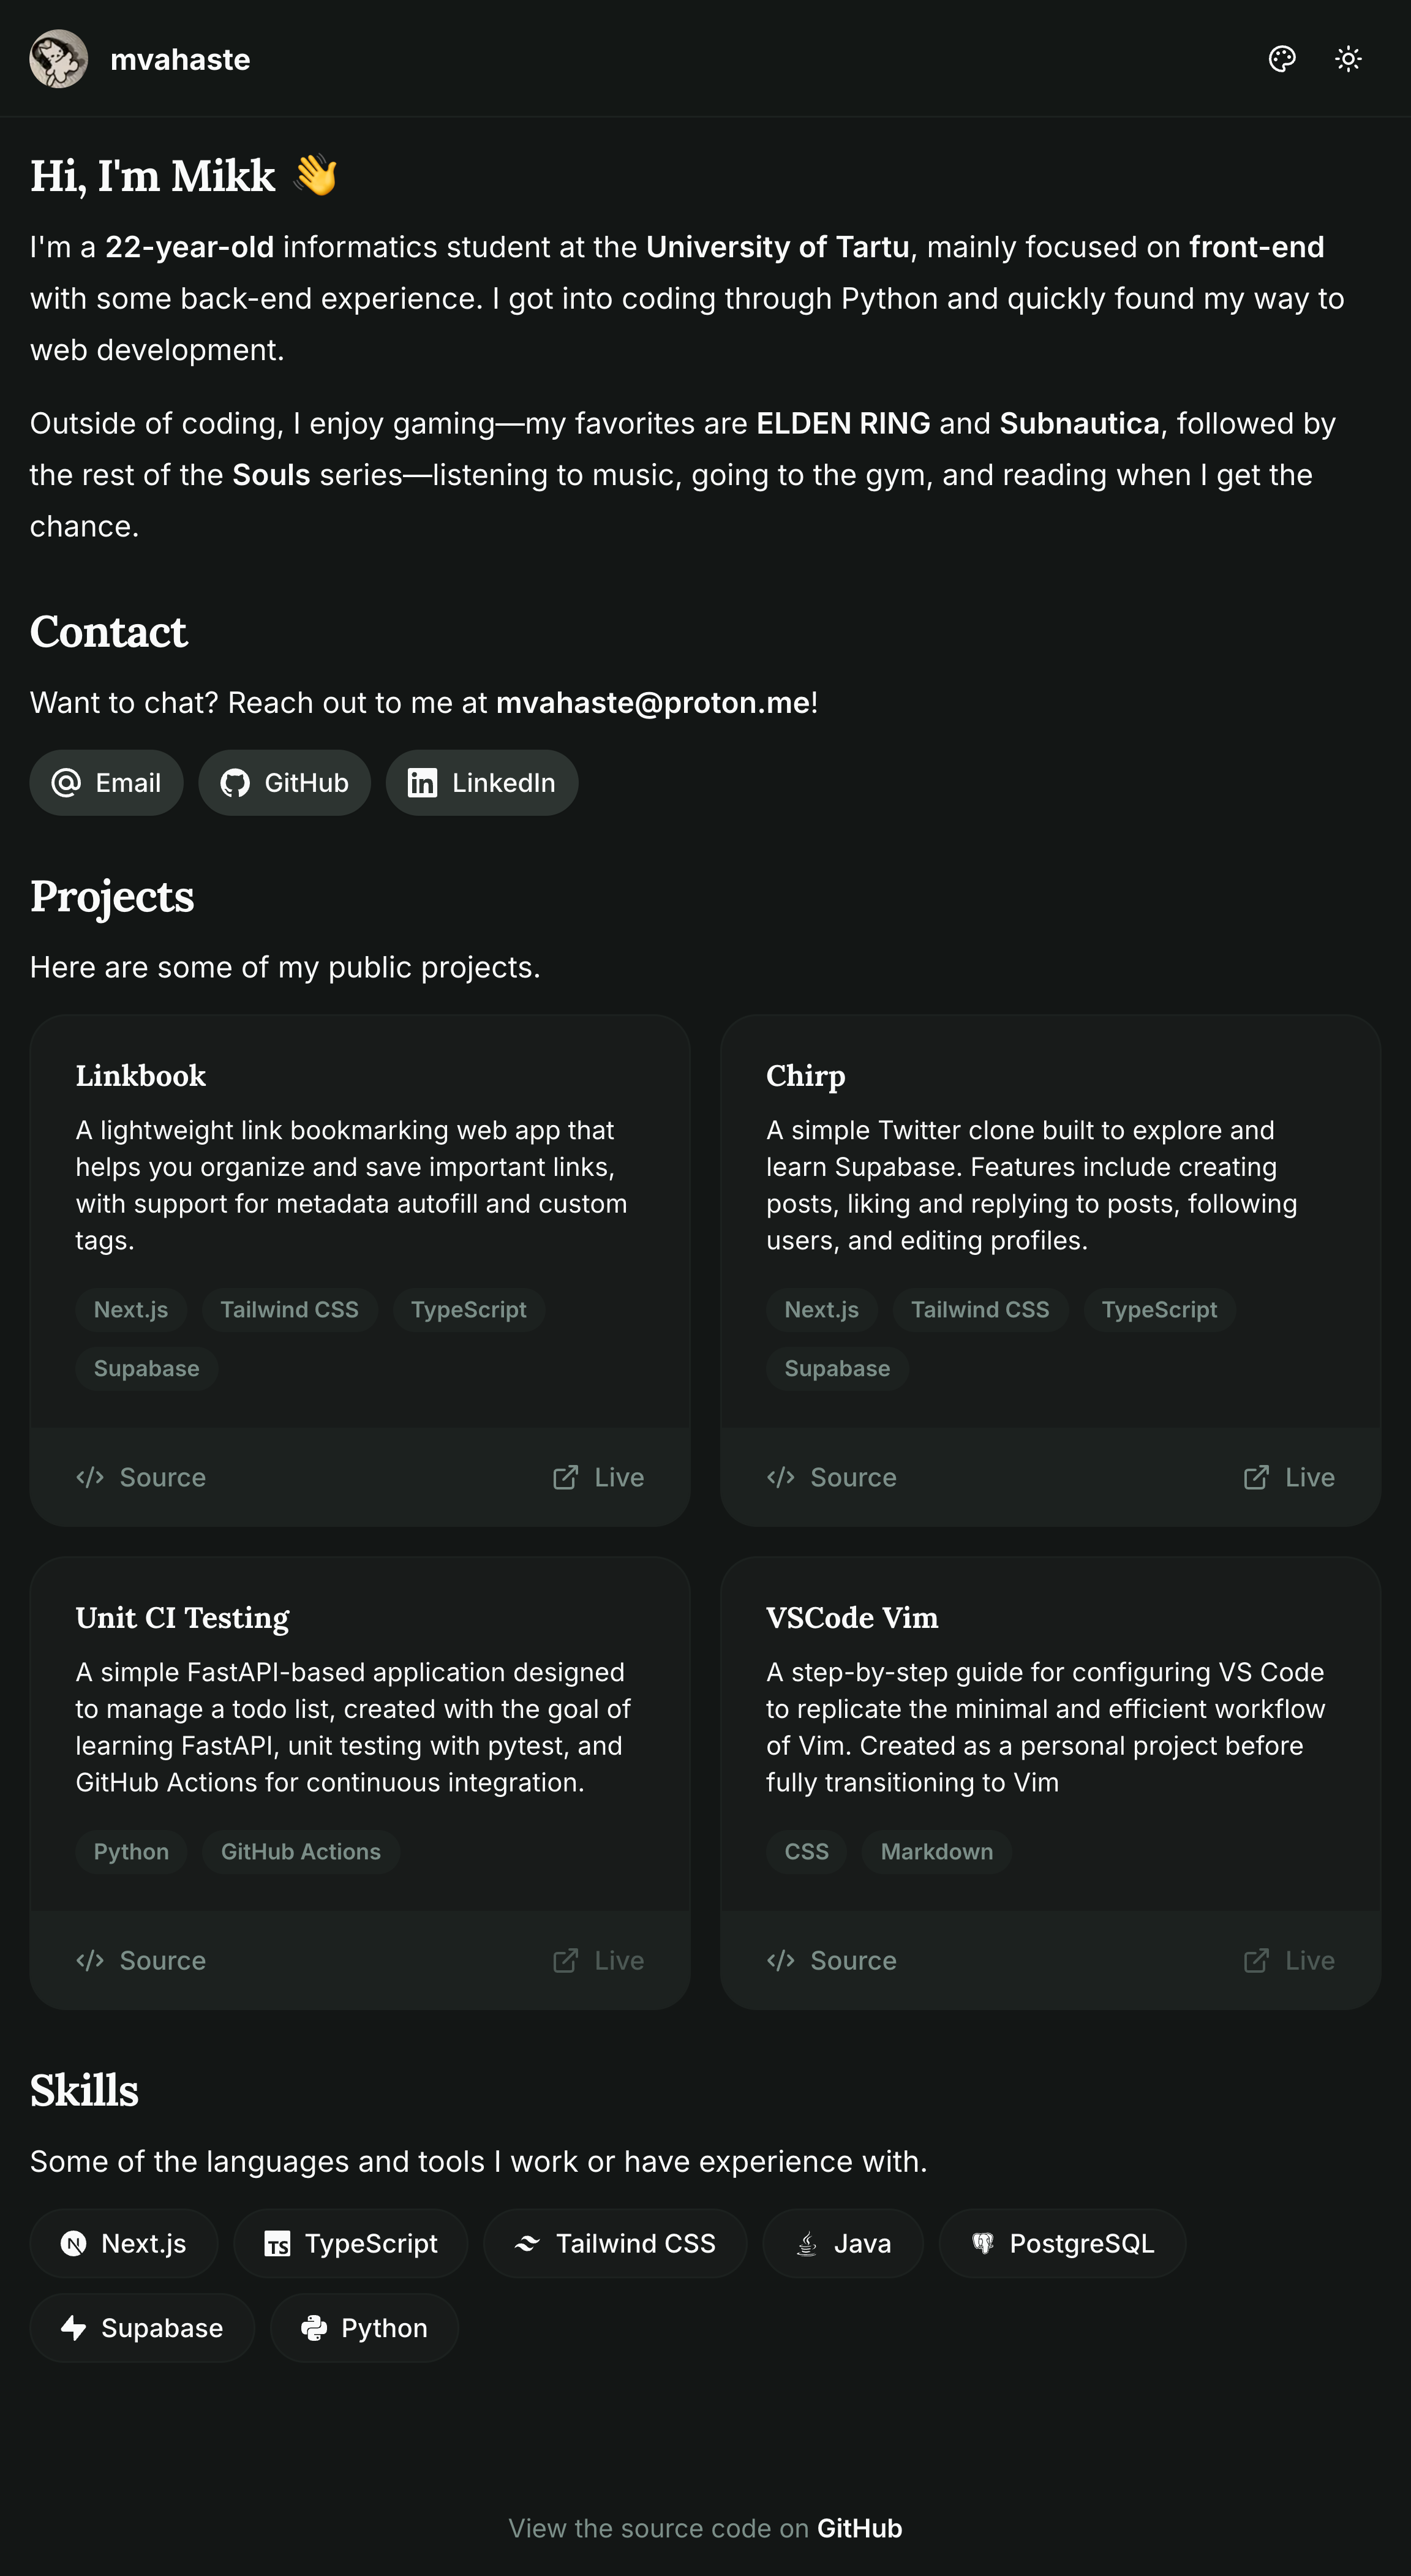 mvahaste
Hi, I'm Mikk 👋
I'm a 22-year-old informatics student at the University of Tartu, mainly focused on front-end
with some back-end experience. I got into coding through Python and quickly found my way to
web development.
Outside of coding, I enjoy gaming—my favorites are ELDEN RING and Subnautica, followed by
the rest of the Souls series—listening to music, going to the gym, and reading when I get the
chance.
Contact
Want to chat? Reach out to me at mvahaste@proton.me!
Email GitHub LinkedIn
Projects
Here are some of my public projects.
Linkbook
A lightweight link bookmarking web app that
helps you organize and save important links,
with support for metadata autofill and custom
tags.
Next.js Tailwind CSS TypeScript
Supabase
Source Live
Chirp
A simple Twitter clone built to explore and
learn Supabase. Features include creating
posts, liking and replying to posts, following
users, and editing profiles.
Next.js Tailwind CSS TypeScript
Supabase
Source Live
Unit CI Testing
A simple FastAPI-based application designed
to manage a todo list, created with the goal of
learning FastAPI, unit testing with pytest, and
GitHub Actions for continuous integration.
Python GitHub Actions
Source Live
VSCode Vim
A step-by-step guide for configuring VS Code
to replicate the minimal and efficient workflow
of Vim. Created as a personal project before
fully transitioning to Vim
CSS Markdown
Source Live
Skills
Some of the languages and tools I work or have experience with.
Next.js TypeScript Tailwind CSS Java PostgreSQL
Supabase Python
View the source code on GitHub